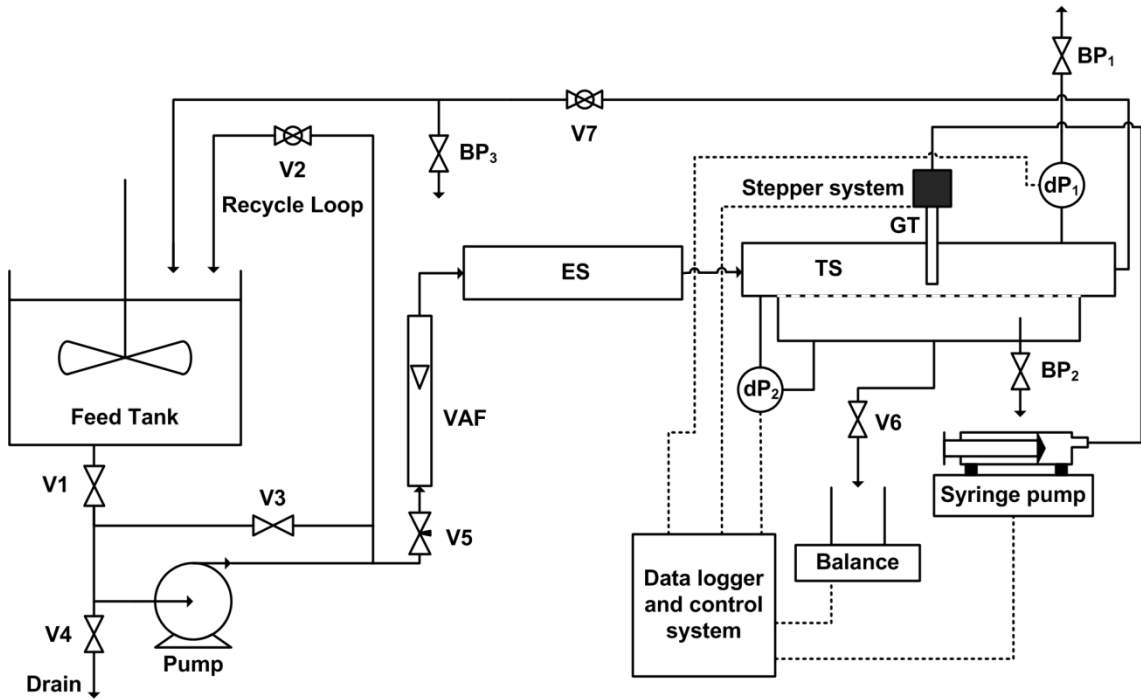 BP₁
V7
BP₃
V2
Recycle Loop
Stepper system
dP₁
GT
ES
TS
Feed Tank
VAF
dP₂
BP₂
V6
V1
V3
V5
Syringe pump
Balance
Data logger
and control
system
V4
Pump
Drain